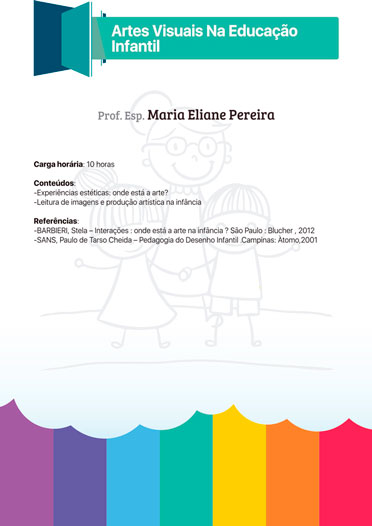 Artes Visuais Na Educação
Infantil
Prof. Esp. Maria Eliane Pereira
Carga horária: 10 horas
Conteúdos:
-Experiências estéticas: onde está a arte?
-Leitura de imagens e produção artística na infância
Referências:
-BARBIERI, Stela – Interações : onde está a arte na infância ? São Paulo : Blucher , 2012
-SANS, Paulo de Tarso Cheida – Pedagogia do Desenho Infantil .Campinas: Átomo,2001